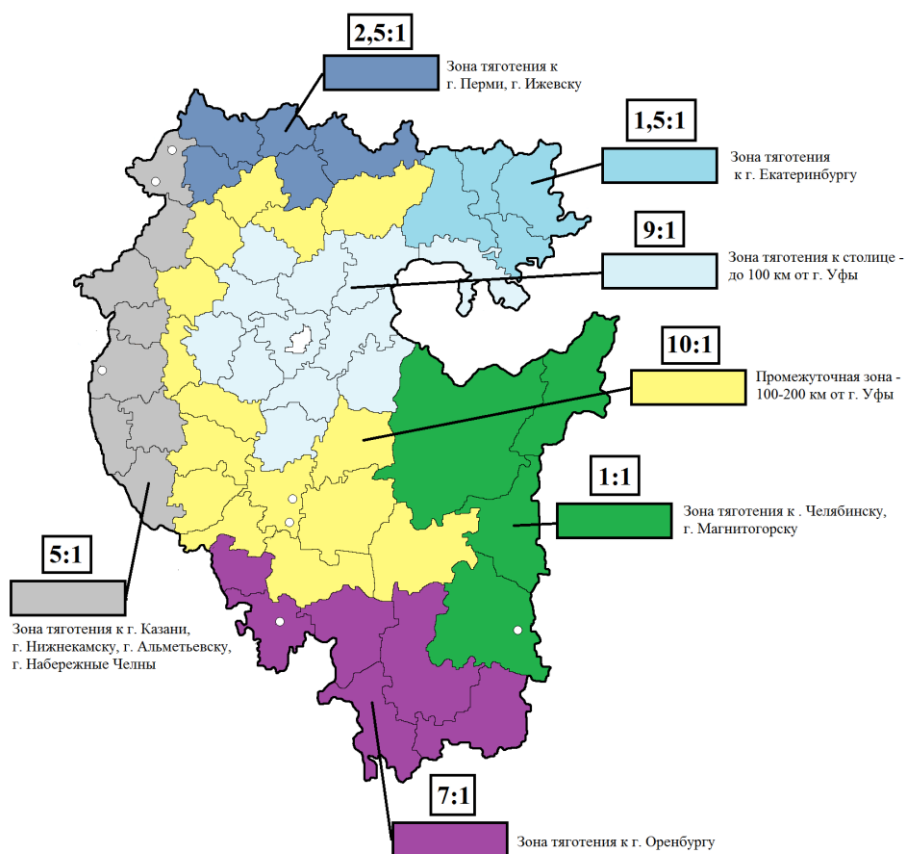 2,5:1
Зона тяготения к
г. Перми, г. Ижевску
1,5:1
Зона тяготения
к г. Екатеринбургу
9:1
Зона тяготения к столице -
до 100 км от г. Уфы
10:1
Промежуточная зона -
100-200 км от г. Уфы
1:1
Зона тяготения к . Челябинску,
г. Магнитогорску
5:1
Зона тяготения к г. Казани,
г. Нижнекамску, г. Альметьевску,
г. Набережные Челны
7:1
Зона тяготения к г. Оренбургу